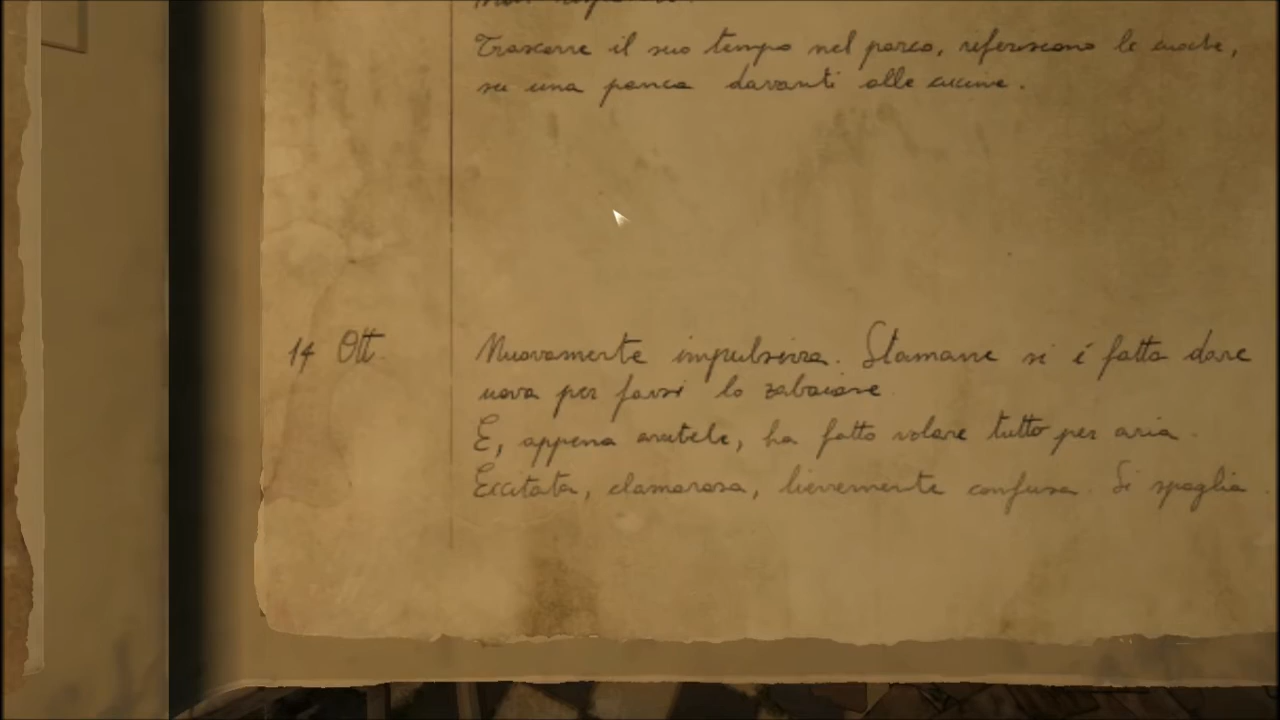 Trascorre il suo tempo nel parco, riferiscono le cuoche,
su una panca davanti alle cucine.
14 Ott
Nuovamente impulsiva. Stamane si é fatta dare
uova per farsi lo zabaione
E, appena avutele, ha fatto volare tutto per aria.
Eccitata, clamorosa, lievemente confusa. Si spoglia.